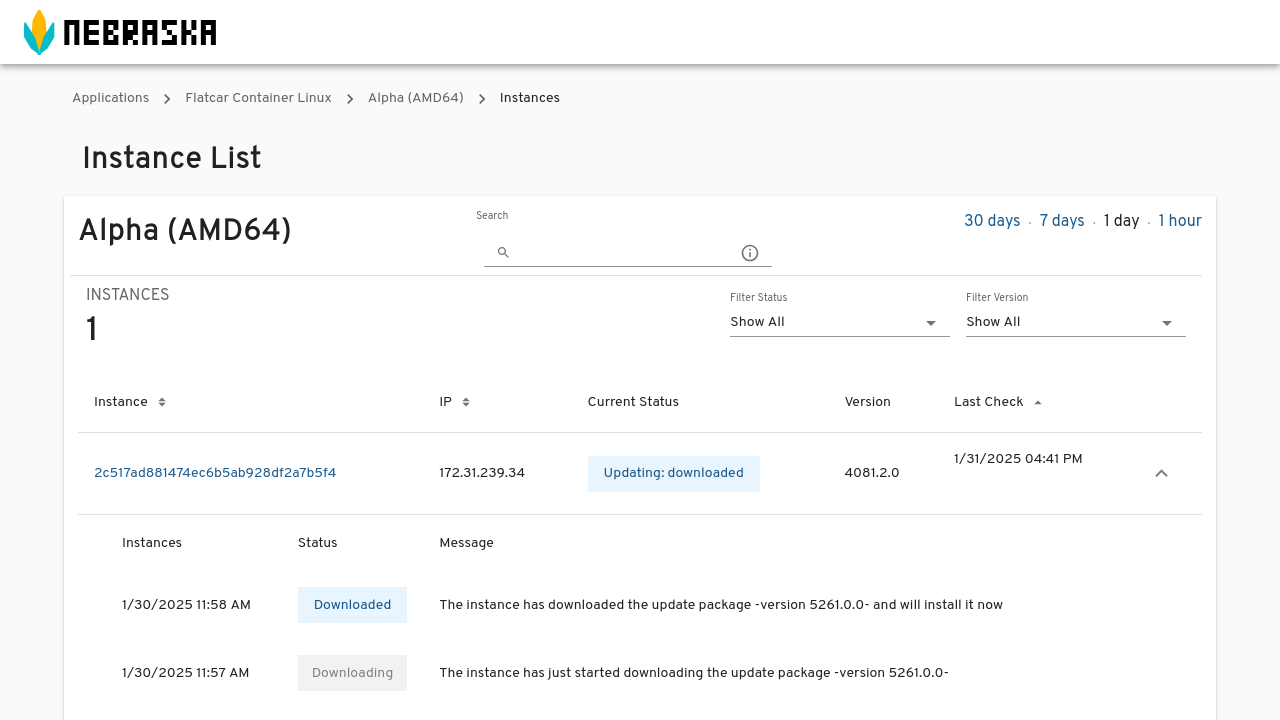 NEBRASKA
Applications > Flatcar Container Linux > Alpha (AMD64) > Instances
Instance List
Alpha (AMD64)
Search
30 days . 7 days . 1 day . 1 hour
INSTANCES
1
Filter Status
Show All
Filter Version
Show All
Instance IP Current Status Version Last Check
2c517ad881474ec6b5ab928df2a7b5f4 172.31.239.34 Updating: downloaded 4081.2.0 1/31/2025 04:41 PM
Instances Status Message
1/30/2025 11:58 AM Downloaded The instance has downloaded the update package -version 5261.0.0- and will install it now
1/30/2025 11:57 AM Downloading The instance has just started downloading the update package -version 5261.0.0-